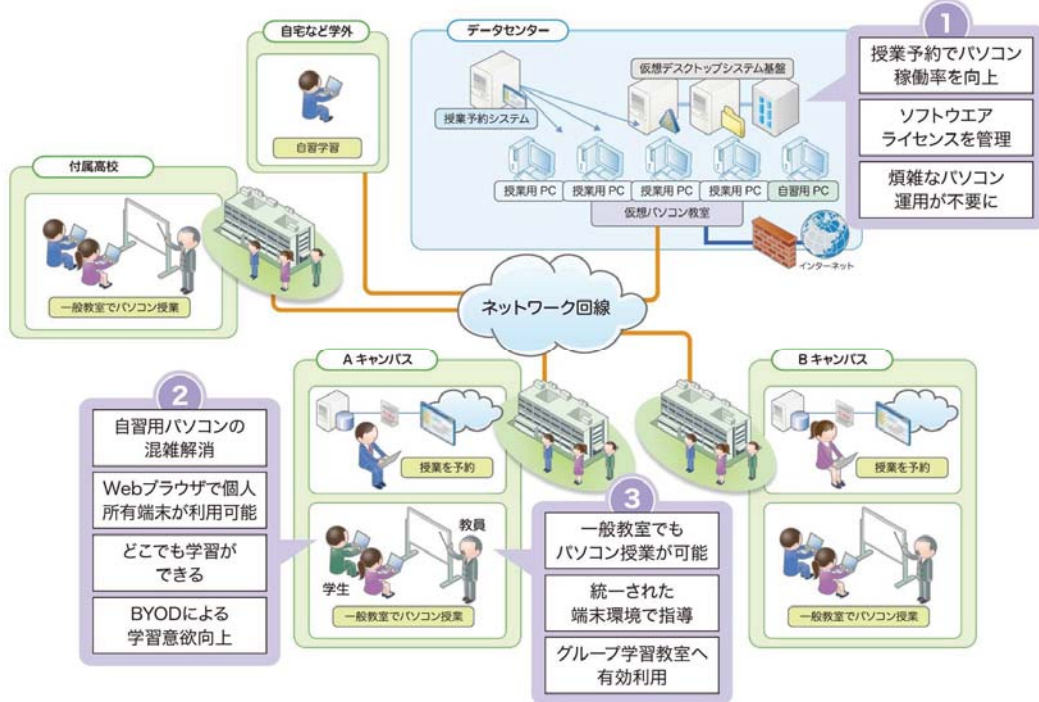 自宅など学外
自習学習
データセンター
仮想デスクトップシステム基盤
授業予約システム
授業用 PC
授業用 PC
授業用 PC
授業用 PC
自習用 PC
仮想パソコン教室
インターネット
1
授業予約でパソコン
稼働率を向上
ソフトウエア
ライセンスを管理
煩雑なパソコン
運用が不要に
付属高校
一般教室でパソコン授業
ネットワーク回線
A キャンパス
授業を予約
教員
学生
一般教室でパソコン授業
B キャンパス
授業を予約
一般教室でパソコン授業
2
自習用パソコンの
混雑解消
Webブラウザで個人
所有端末が利用可能
どこでも学習が
できる
BYODによる
学習意欲向上
3
一般教室でも
パソコン授業が可能
統一された
端末環境で指導
グループ学習教室へ
有効利用